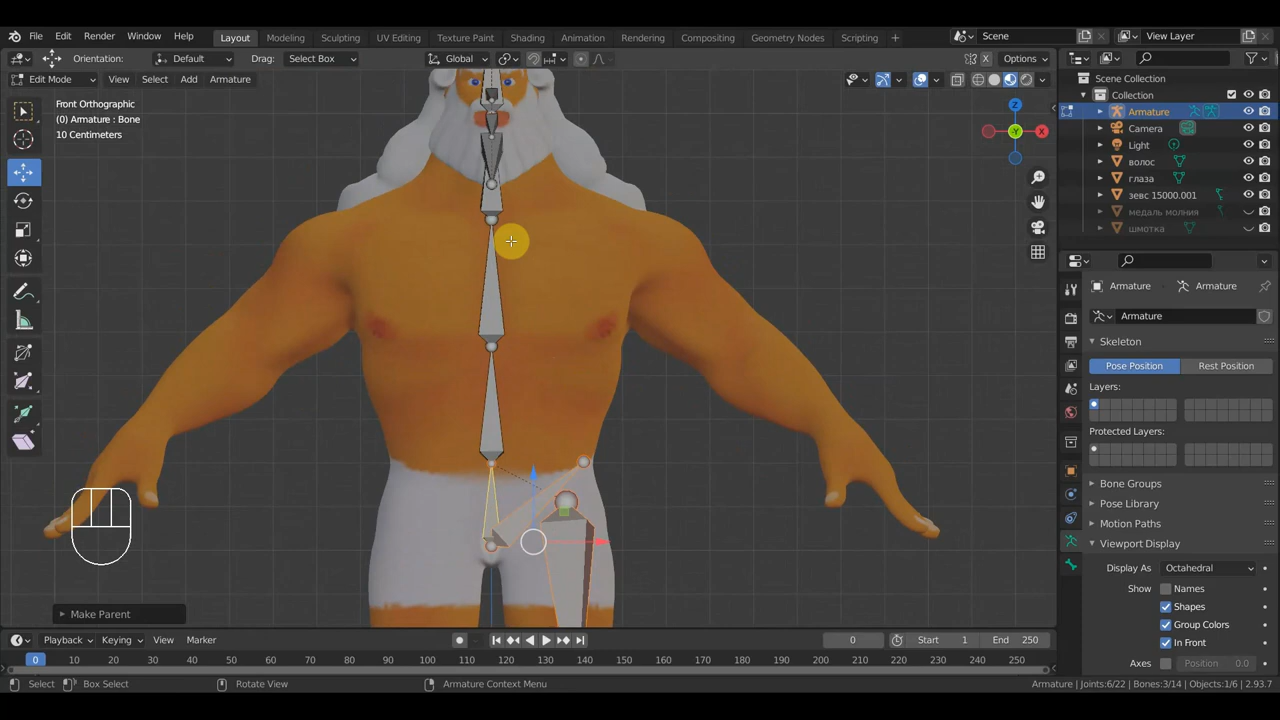 File Edit Render Window Help Layout Modeling Sculpting UV Editing Texture Paint Shading Animation Rendering Compositing Geometry Nodes Scripting + Scene View Layer
Orientation: Default Drag: Select Box Global Options
Edit Mode View Select Add Armature
Front Orthographic
(0) Armature : Bone
10 Centimeters
Z
X
-Y
Scene Collection
Collection
Armature
Camera
Light
волос
глаза
зевс 15000.001
медаль молния
шмотка
Armature Armature
Armature
Skeleton
Pose Position Rest Position
Layers:
Protected Layers:
Bone Groups
Pose Library
Motion Paths
Viewport Display
Display As Octahedral
Show Names
Shapes
Group Colors
In Front
Axes Position 0.0
Make Parent
Playback Keying View Marker 0 Start 1 End 250
0 10 20 30 40 50 60 70 80 90 100 110 120 130 140 150 160 170 180 190 200 210 220 230 240 250
Select Box Select Rotate View Armature Context Menu Armature | Joints:6/22 | Bones:3/14 | Objects:1/6 | 2.93.7